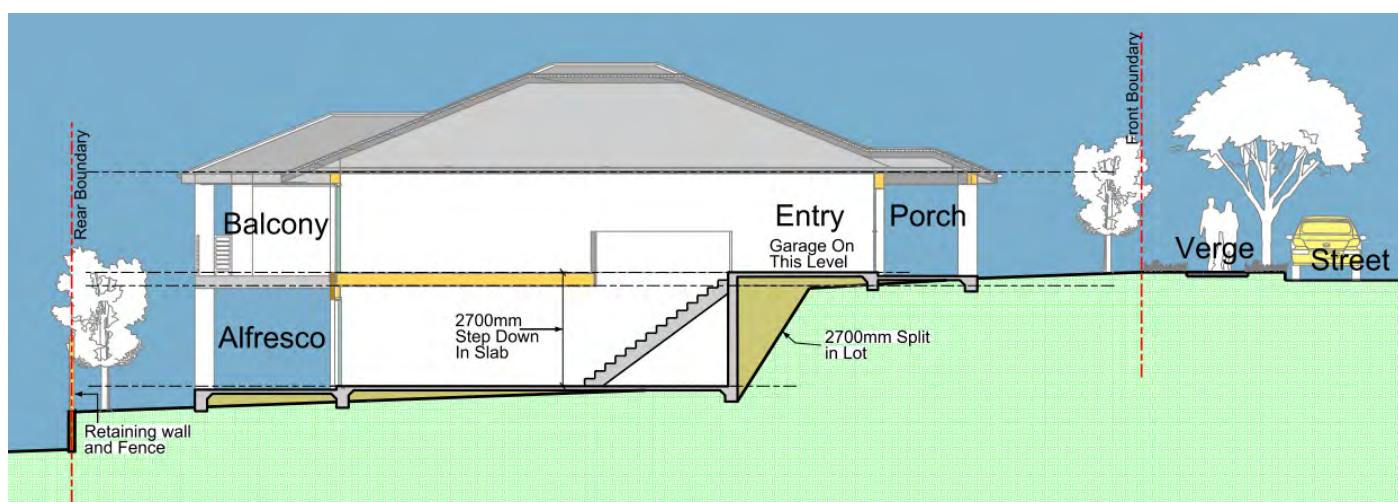 Rear Boundary
Front Boundary
Balcony
Entry
Porch
Garage On
This Level
Verge
Street
Alfresco
2700mm
Step Down
In Slab
2700mm Split
in Lot
Retaining wall
and Fence